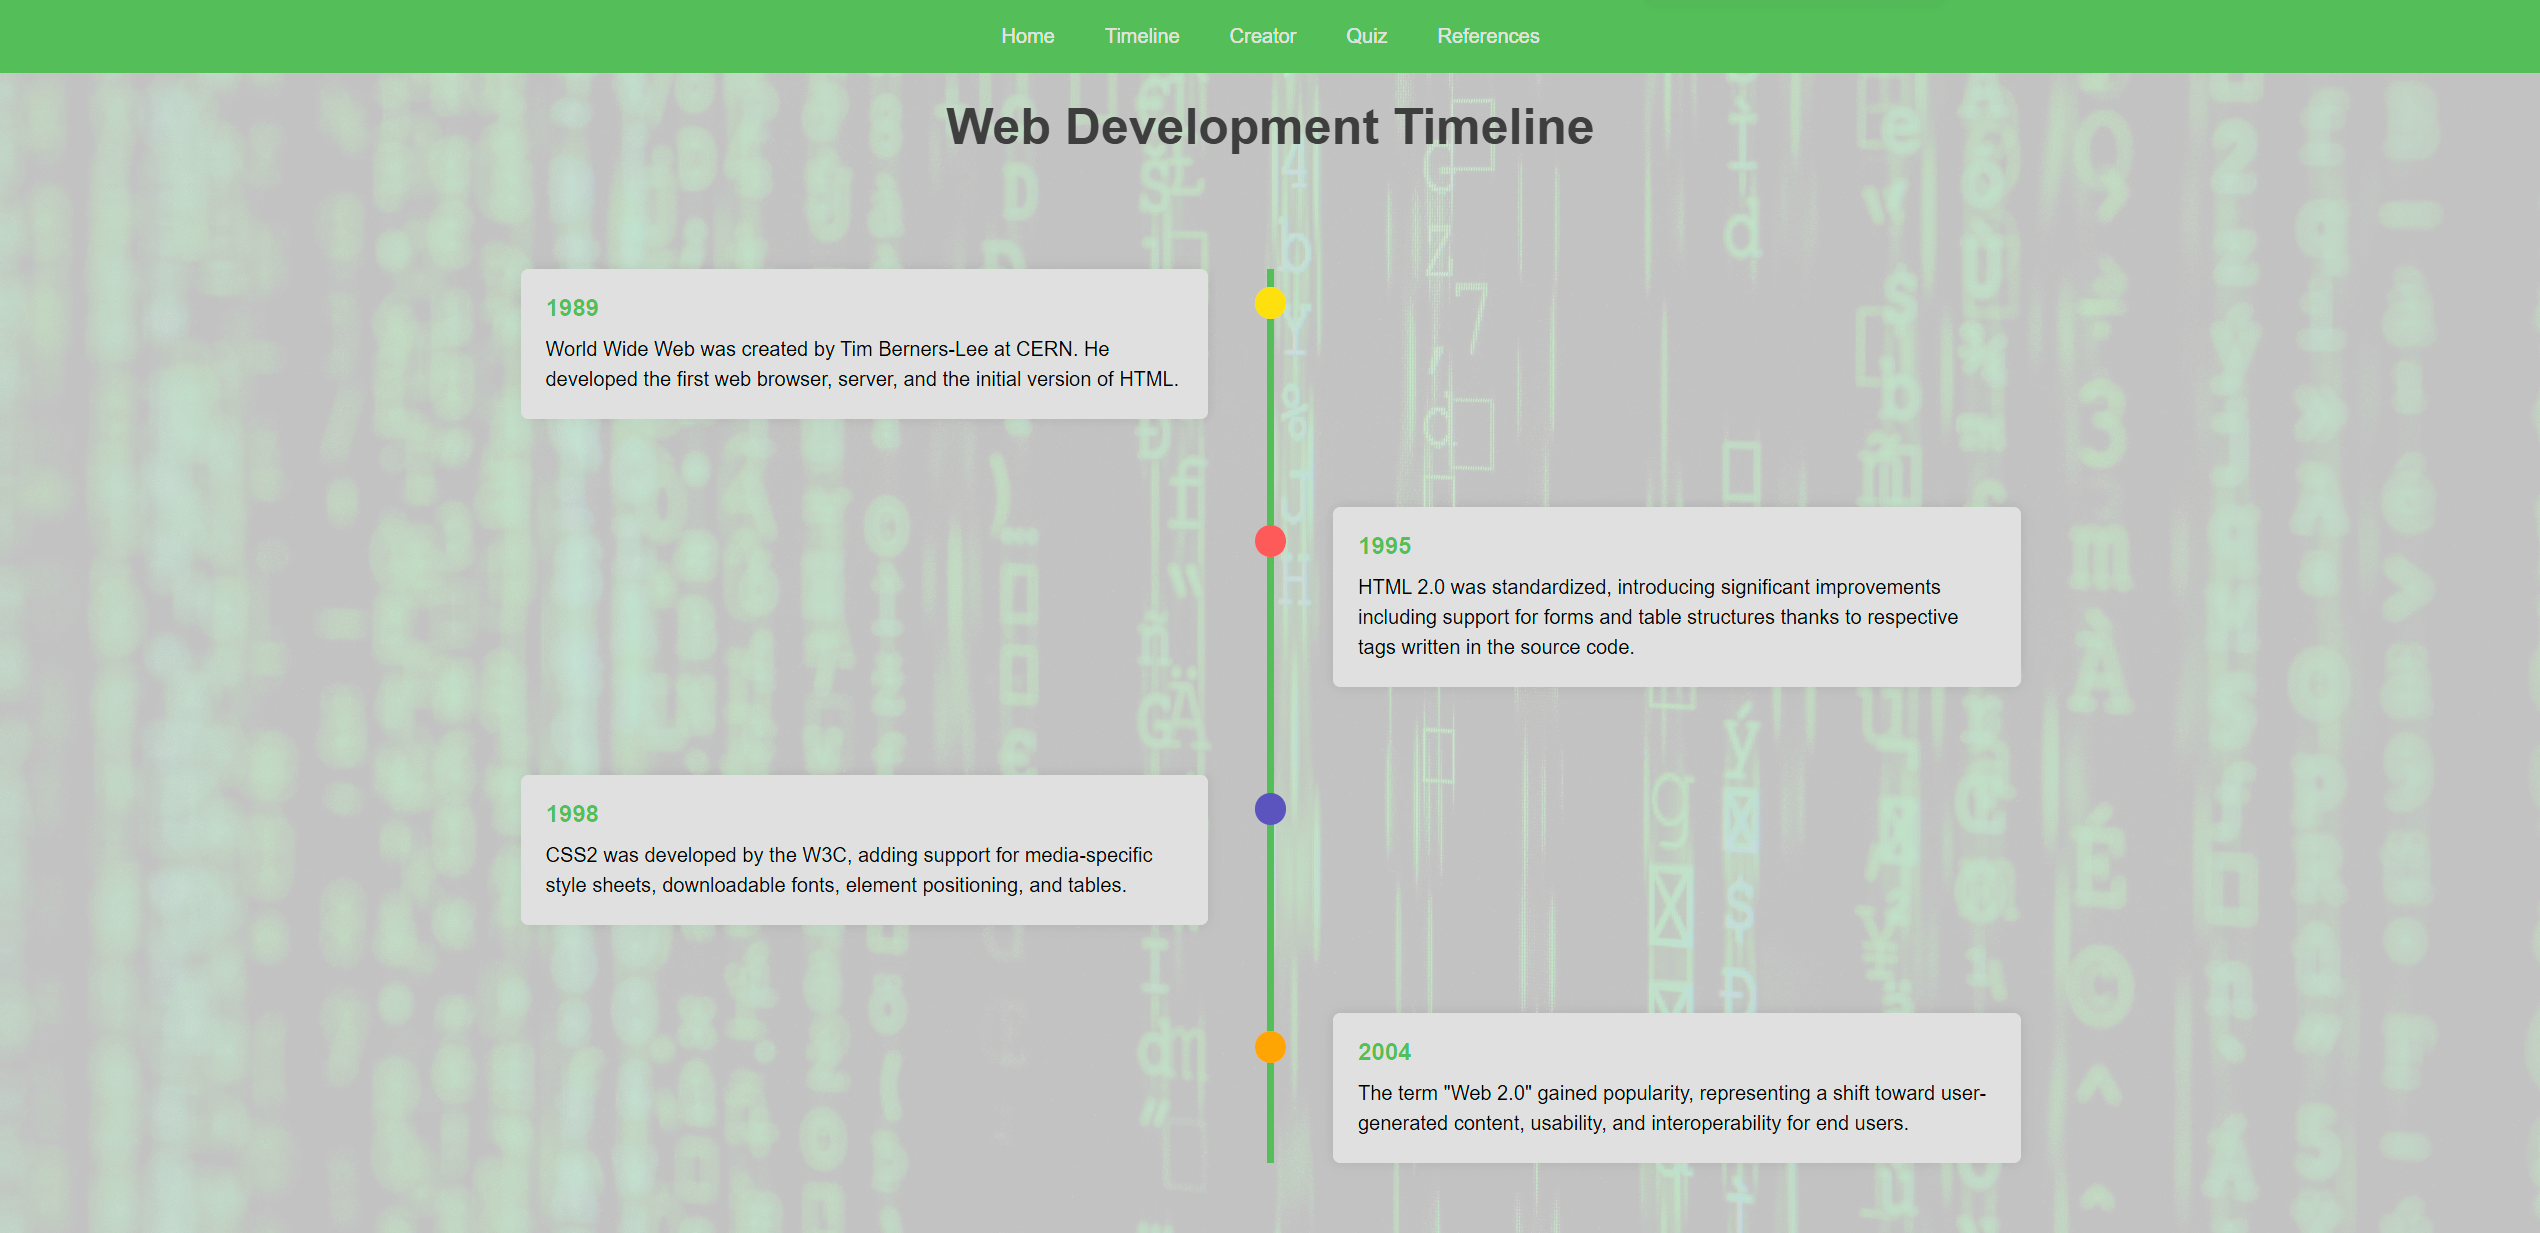 Home Timeline Creator Quiz References
Web Development Timeline
1989
World Wide Web was created by Tim Berners-Lee at CERN. He
developed the first web browser, server, and the initial version of HTML.
1995
HTML 2.0 was standardized, introducing significant improvements
including support for forms and table structures thanks to respective
tags written in the source code.
1998
CSS2 was developed by the W3C, adding support for media-specific
style sheets, downloadable fonts, element positioning, and tables.
2004
The term "Web 2.0" gained popularity, representing a shift toward user-
generated content, usability, and interoperability for end users.